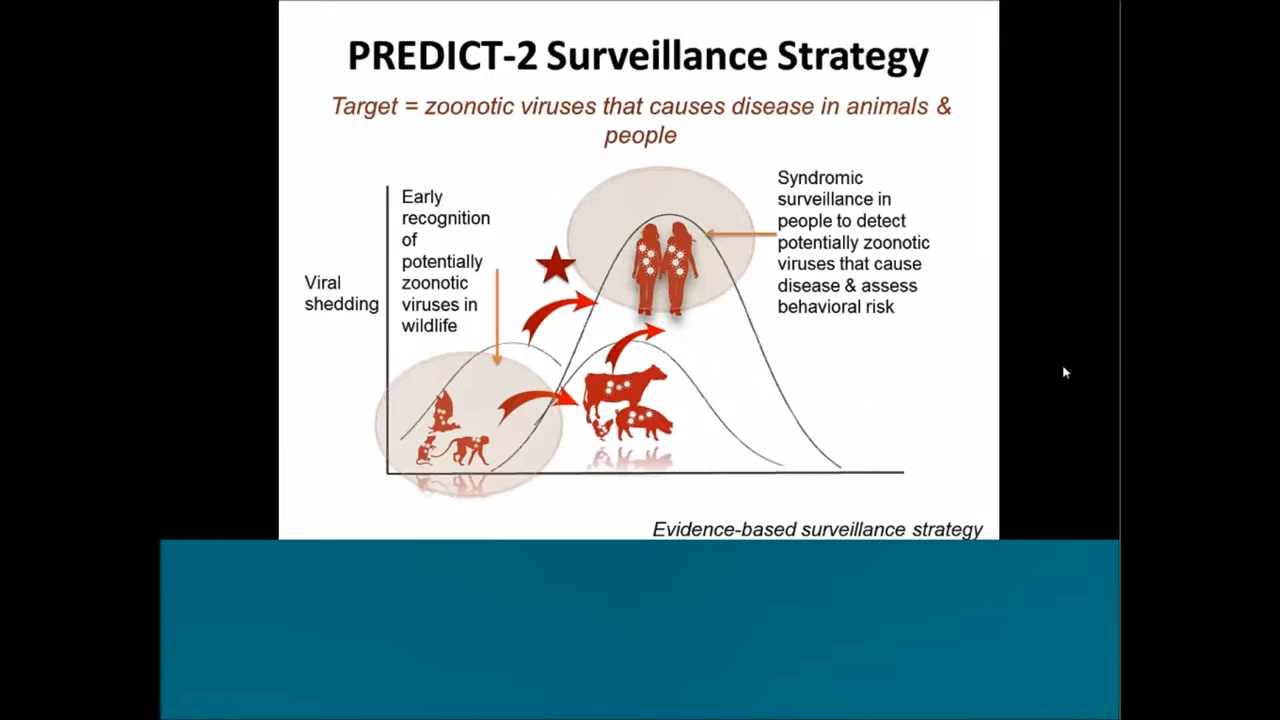 PREDICT-2 Surveillance Strategy
Target = zoonotic viruses that causes disease in animals &
people
Early
recognition
of
potentially
zoonotic
viruses in
wildlife
Viral
shedding
Syndromic
surveillance in
people to detect
potentially zoonotic
viruses that cause
disease & assess
behavioral risk
Evidence-based surveillance strategy